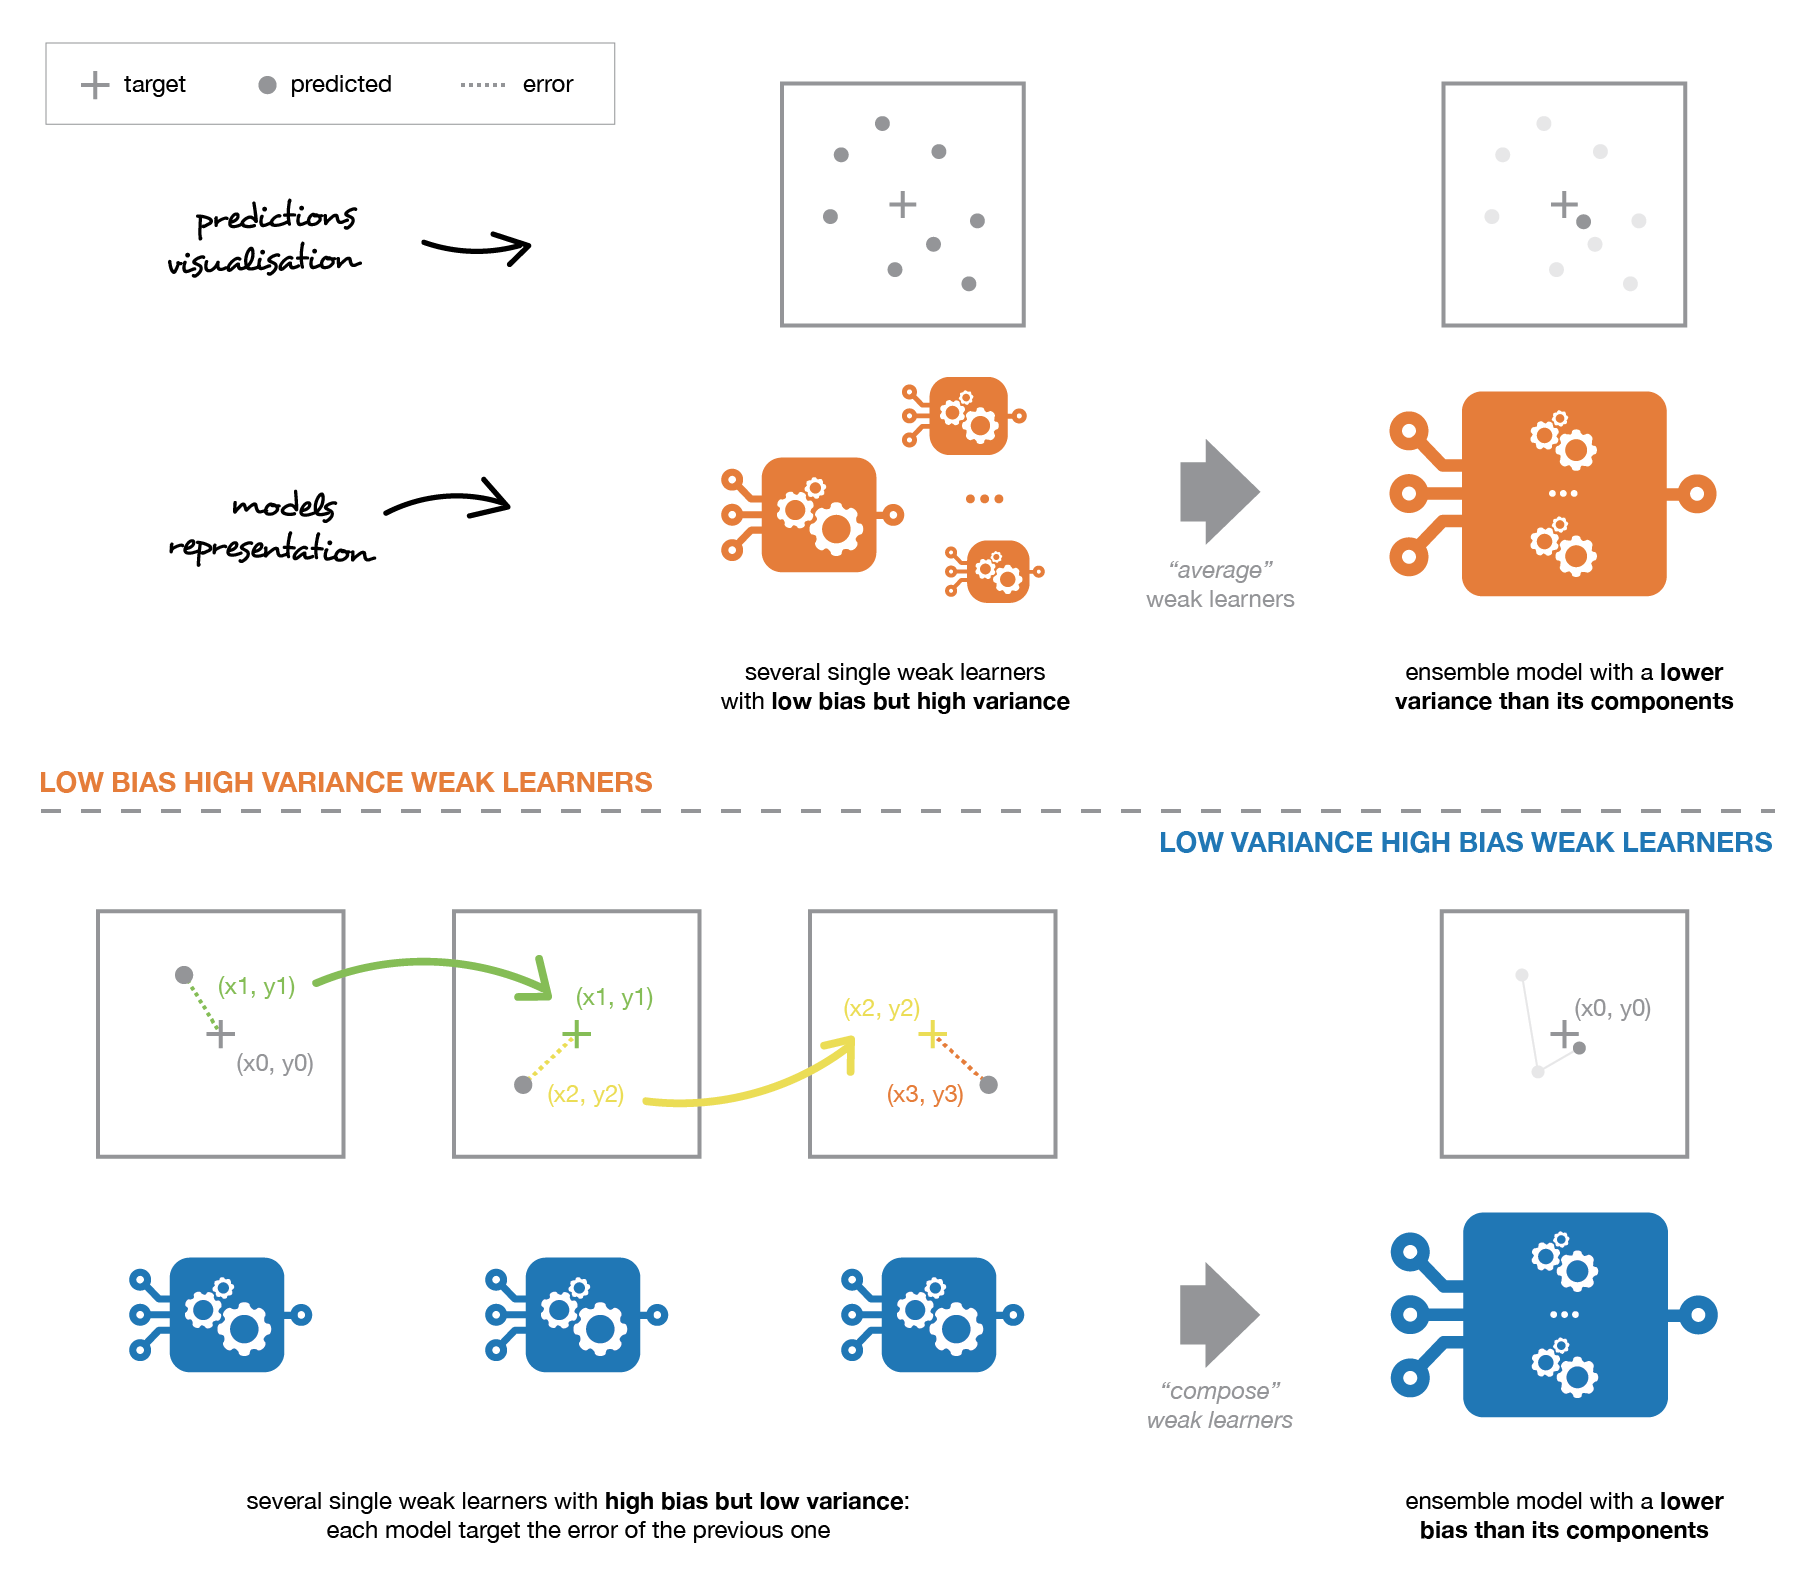 target predicted error
predictions
visualisation
models
representation
“average”
weak learners
several single weak learners
with low bias but high variance
ensemble model with a lower
variance than its components
LOW BIAS HIGH VARIANCE WEAK LEARNERS
LOW VARIANCE HIGH BIAS WEAK LEARNERS
(x1, y1)
(x0, y0)
(x1, y1)
(x2, y2)
(x2, y2)
(x3, y3)
(x0, y0)
“compose”
weak learners
several single weak learners with high bias but low variance:
each model target the error of the previous one
ensemble model with a lower
bias than its components